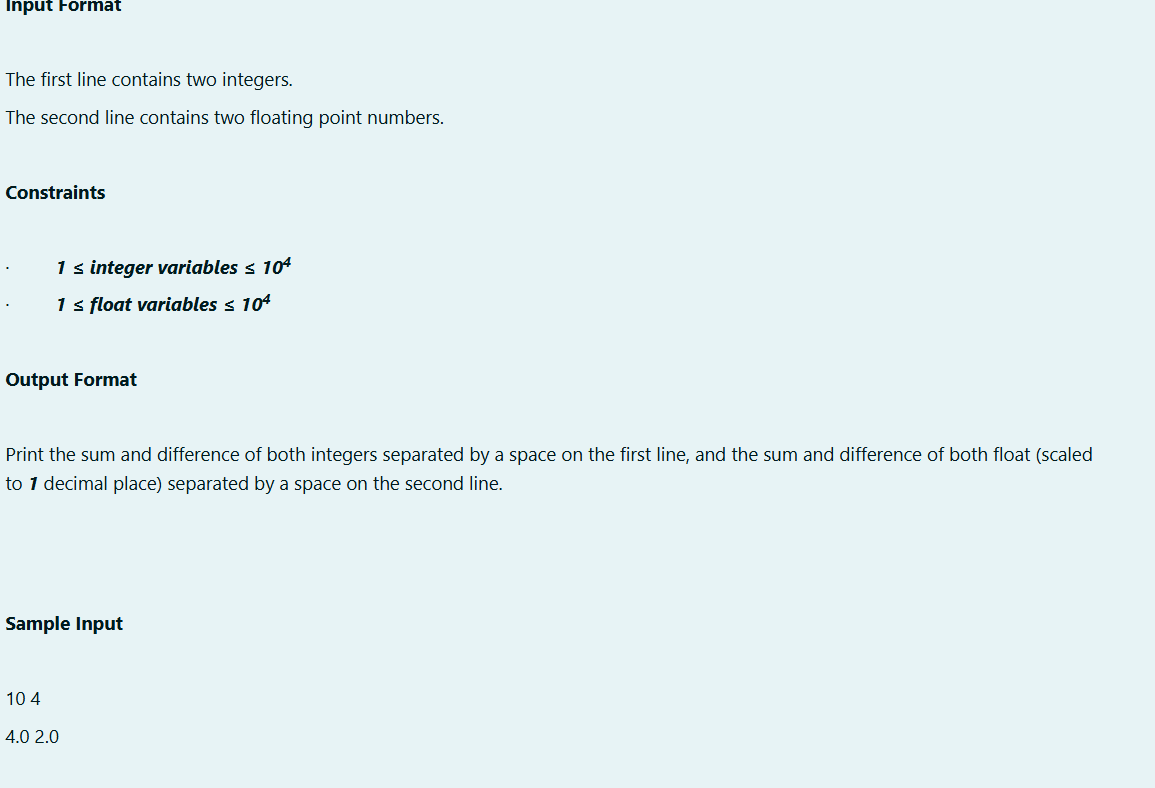 Input Format
The first line contains two integers.
The second line contains two floating point numbers.
Constraints
· 1 ≤ integer variables ≤ 10⁴
· 1 ≤ float variables ≤ 10⁴
Output Format
Print the sum and difference of both integers separated by a space on the first line, and the sum and difference of both float (scaled
to 1 decimal place) separated by a space on the second line.
Sample Input
10 4
4.0 2.0